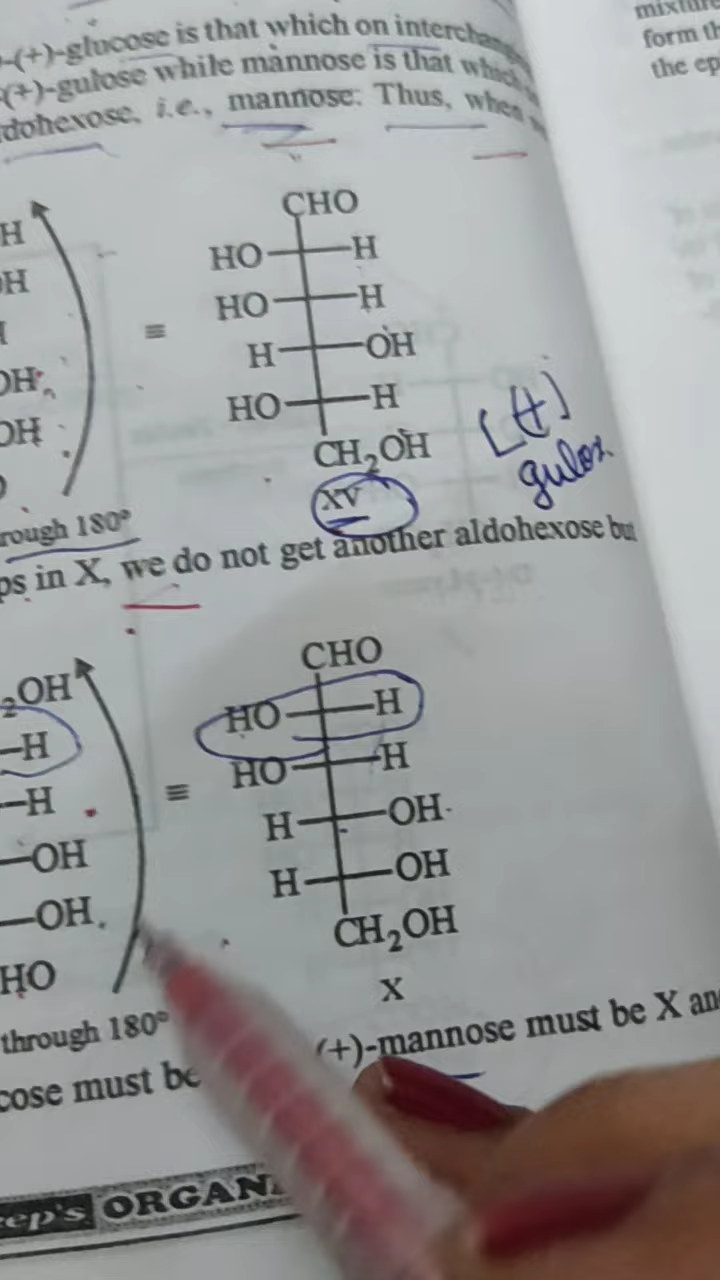 -(+)-glucose is that which on interchang
(+)-gulose while mannose is that which
dohexose, i.e., mannose. Thus, when
mixture
form th
the ep
H
CHO
HO H
OH
HO H
H OH
OH
HO H
OH
CH₂OH
[(+)
XV
rough 180°
ps in X, we do not get another aldohexose but
CHO
₂OH
HO H
–H
HO H
–H
H OH
–OH
H OH
–OH
CH₂OH
HO
X
through 180°
(+)-mannose must be X an
cose must be
eep's ORGAN